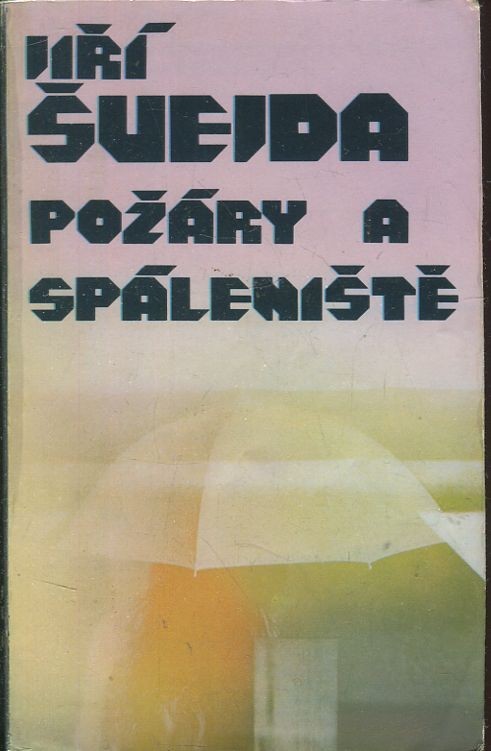 JIŘÍ
ŠVEJDA
POŽÁRY A
SPÁLENIŠTĚ